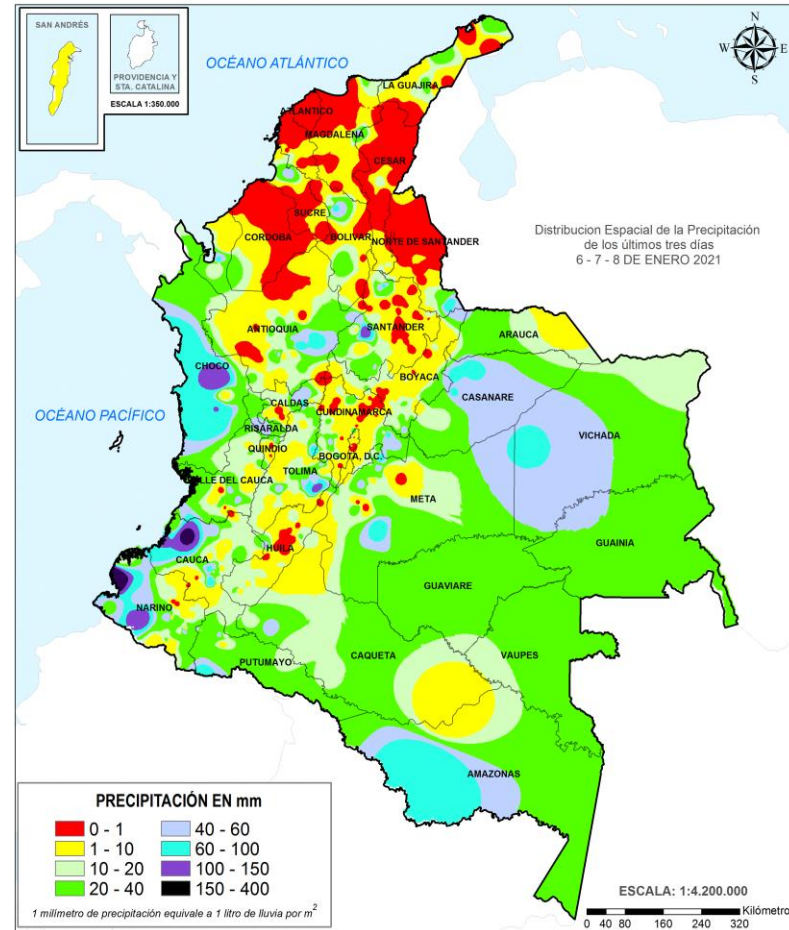 SAN ANDRÉS
PROVIDENCIA Y
STA. CATALINA
ESCALA 1:350.000
OCÉANO ATLÁNTICO
N
W
E
S
LA GUAJIRA
ATLANTICO
MAGDALENA
CESAR
SUCRE
CORDOBA
BOLIVAR
NORTE DE SANTANDER
Distribucion Espacial de la Precipitación
de los últimos tres días
6 - 7 - 8 DE ENERO 2021
ANTIOQUIA
SANTANDER
ARAUCA
CHOCO
BOYACA
CASANARE
OCÉANO PACÍFICO
CALDAS
CUNDINAMARCA
RISARALDA
VICHADA
QUINDIO
BOGOTA, D.C.
TOLIMA
VALLE DEL CAUCA
META
GUAINIA
CAUCA
HUILA
GUAVIARE
NARIÑO
CAQUETA
VAUPES
PUTUMAYO
AMAZONAS
PRECIPITACIÓN EN mm
0 - 1
40 - 60
1 - 10
60 - 100
10 - 20
100 - 150
20 - 40
150 - 400
1 milímetro de precipitación equivale a 1 litro de lluvia por m²
ESCALA: 1:4.200.000
Kilómetro
0 40 80 160 240 320